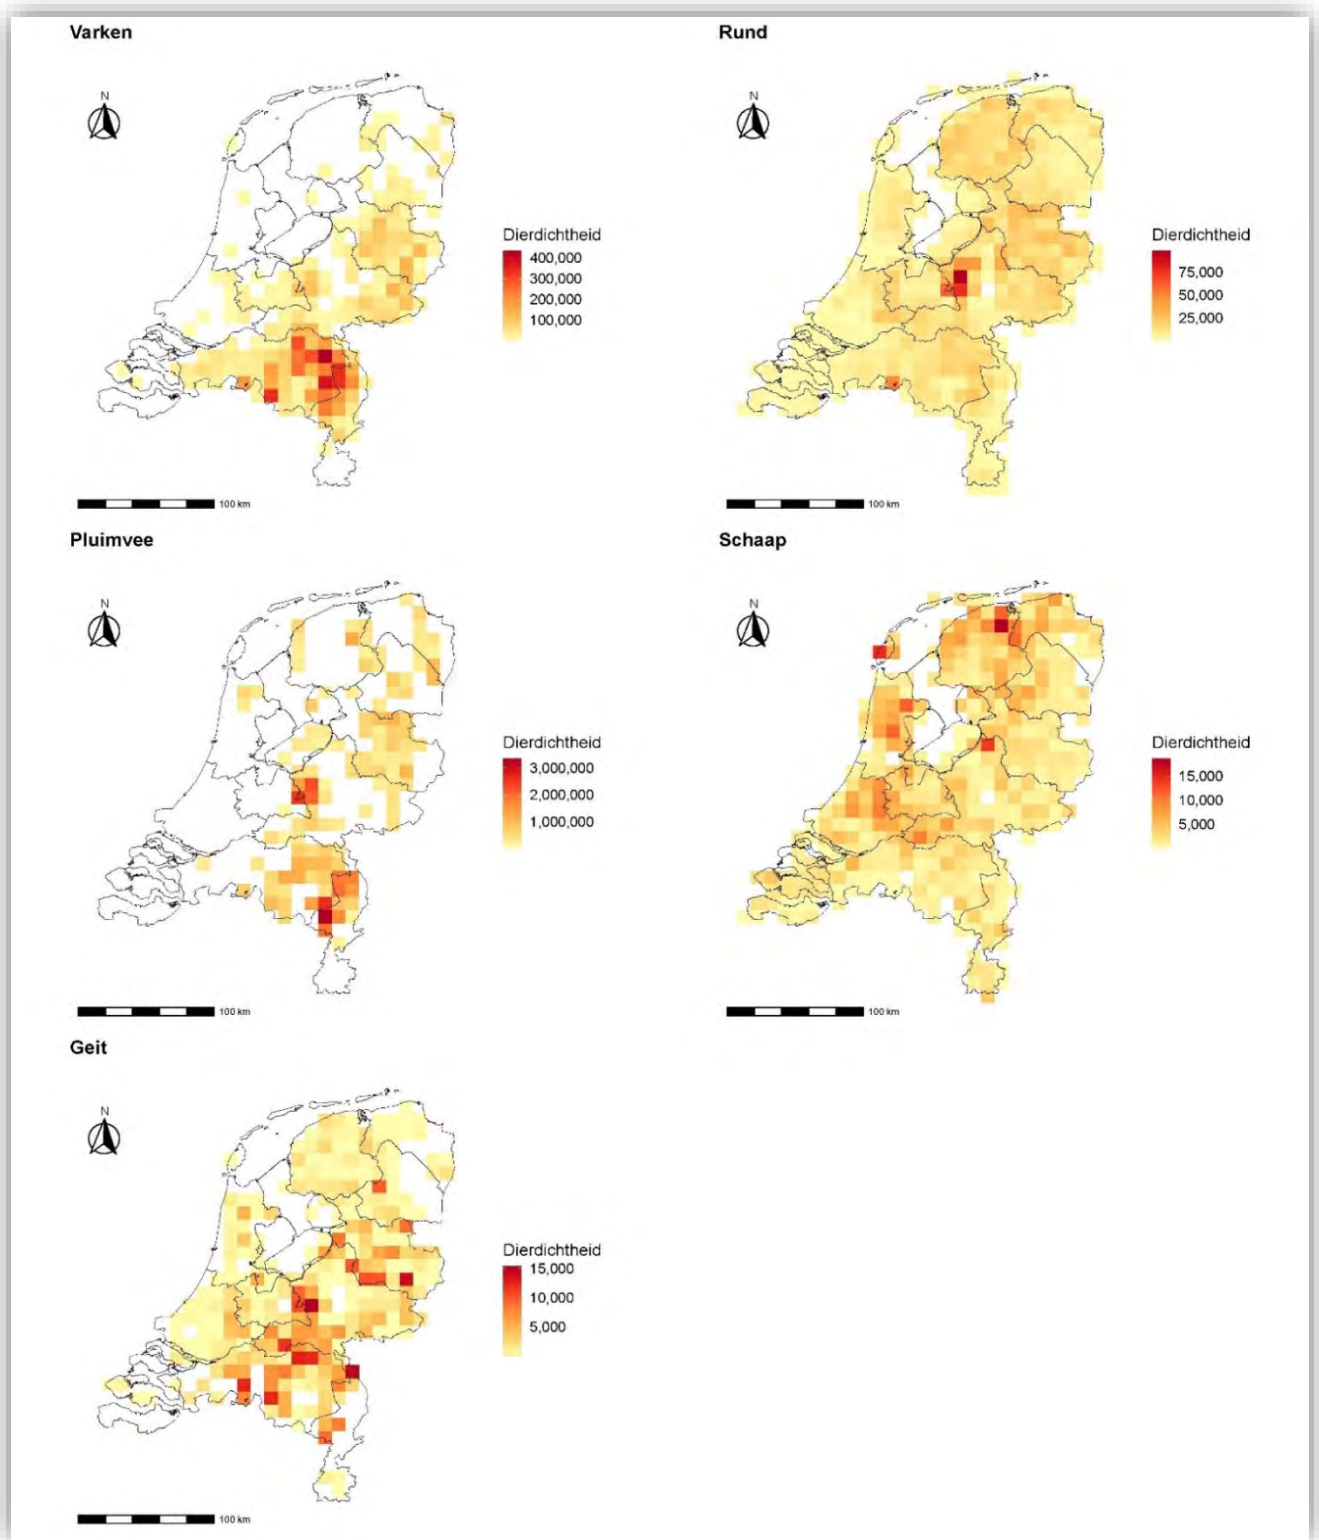 Varken
N
Dierdichtheid
400,000
300,000
200,000
100,000
100 km
Rund
N
Dierdichtheid
75,000
50,000
25,000
100 km
Pluimvee
N
Dierdichtheid
3,000,000
2,000,000
1,000,000
100 km
Schaap
N
Dierdichtheid
15,000
10,000
5,000
100 km
Geit
N
Dierdichtheid
15,000
10,000
5,000
100 km